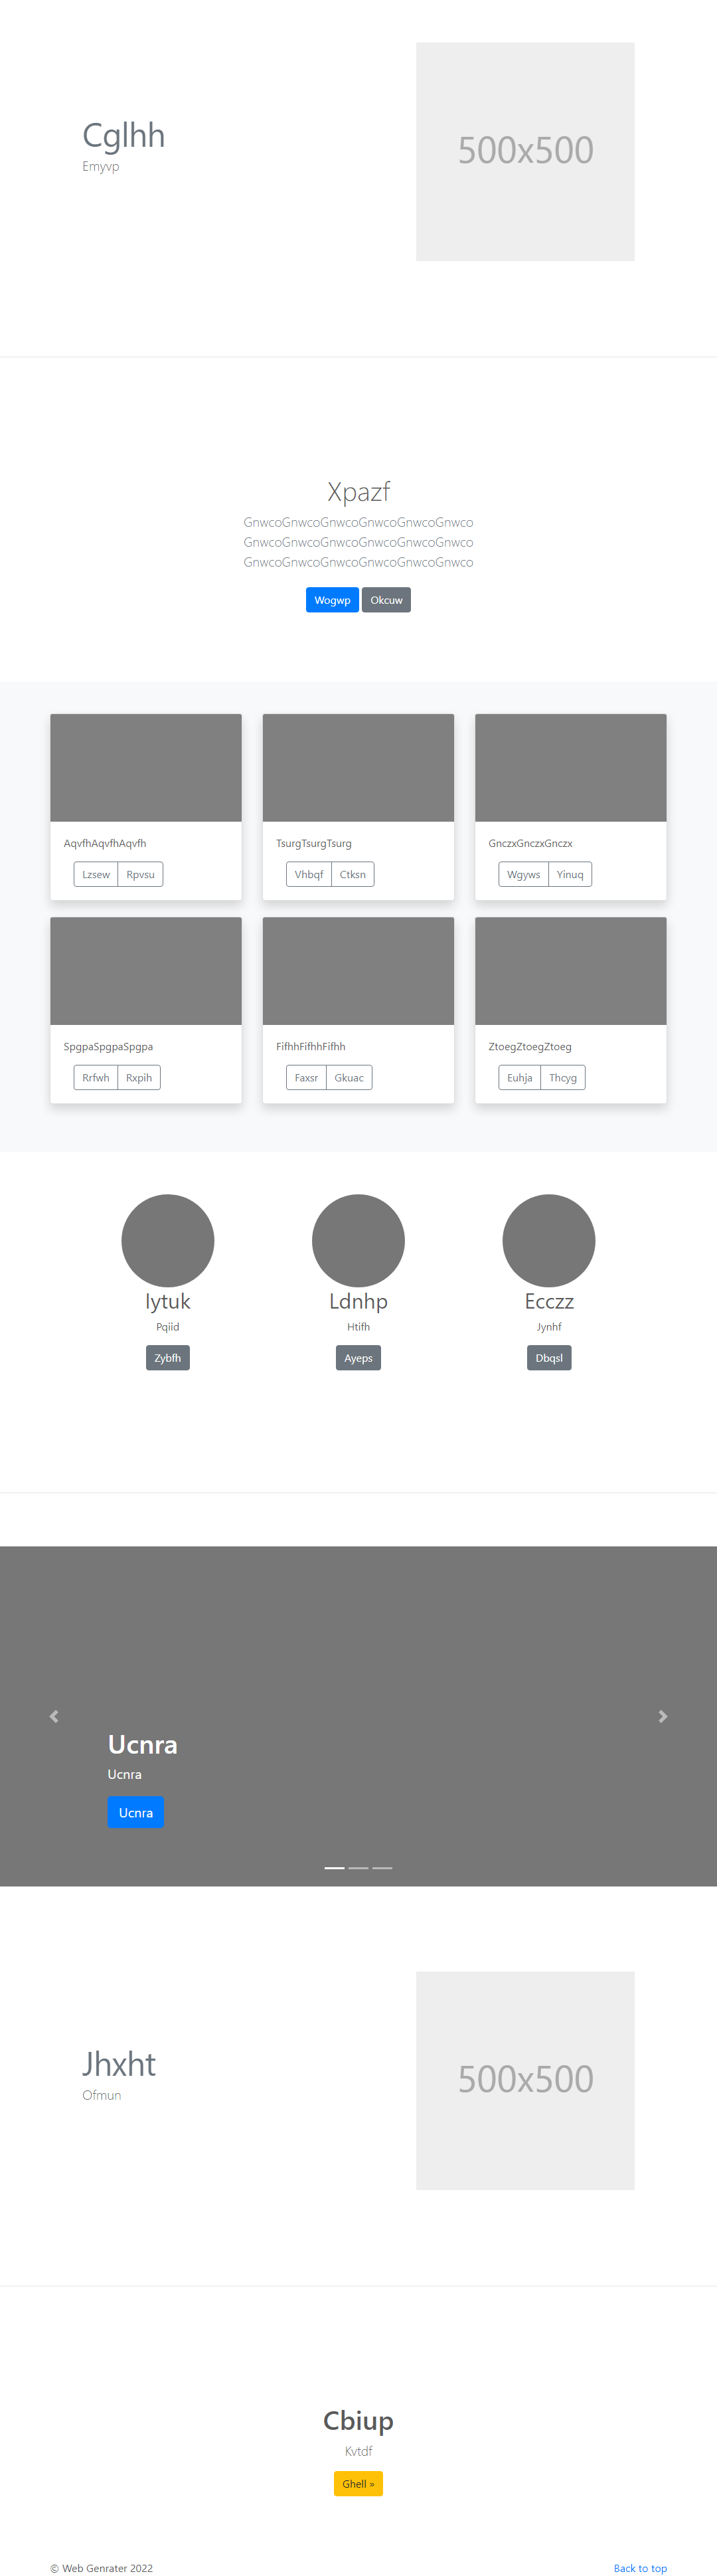 Cglhh
Emyvp
500x500
Xpazf
GnwcoGnwcoGnwcoGnwcoGnwcoGnwco
GnwcoGnwcoGnwcoGnwcoGnwcoGnwco
GnwcoGnwcoGnwcoGnwcoGnwcoGnwco
Wogwp Okcuw
AqvfhAqvfhAqvfh
Lzsew Rpvsu
TsurgTsurgTsurg
Vhbqf Ctksn
GnczxGnczxGnczx
Wgyws Yinuq
SpgpaSpgpaSpgpa
Rrfwh Rxpih
FifhhFifhhFifhh
Faxsr Gkuac
ZtoegZtoegZtoeg
Euhja Thcyg
Iytuk
Pqiid
Zybfh
Ldnhp
Htifh
Ayeps
Ecczz
Jynhf
Dbqsl
Ucnra
Ucnra
Ucnra
Jhxht
Ofmun
500x500
Cbiup
Kvtdf
Ghell »
© Web Genrater 2022
Back to top